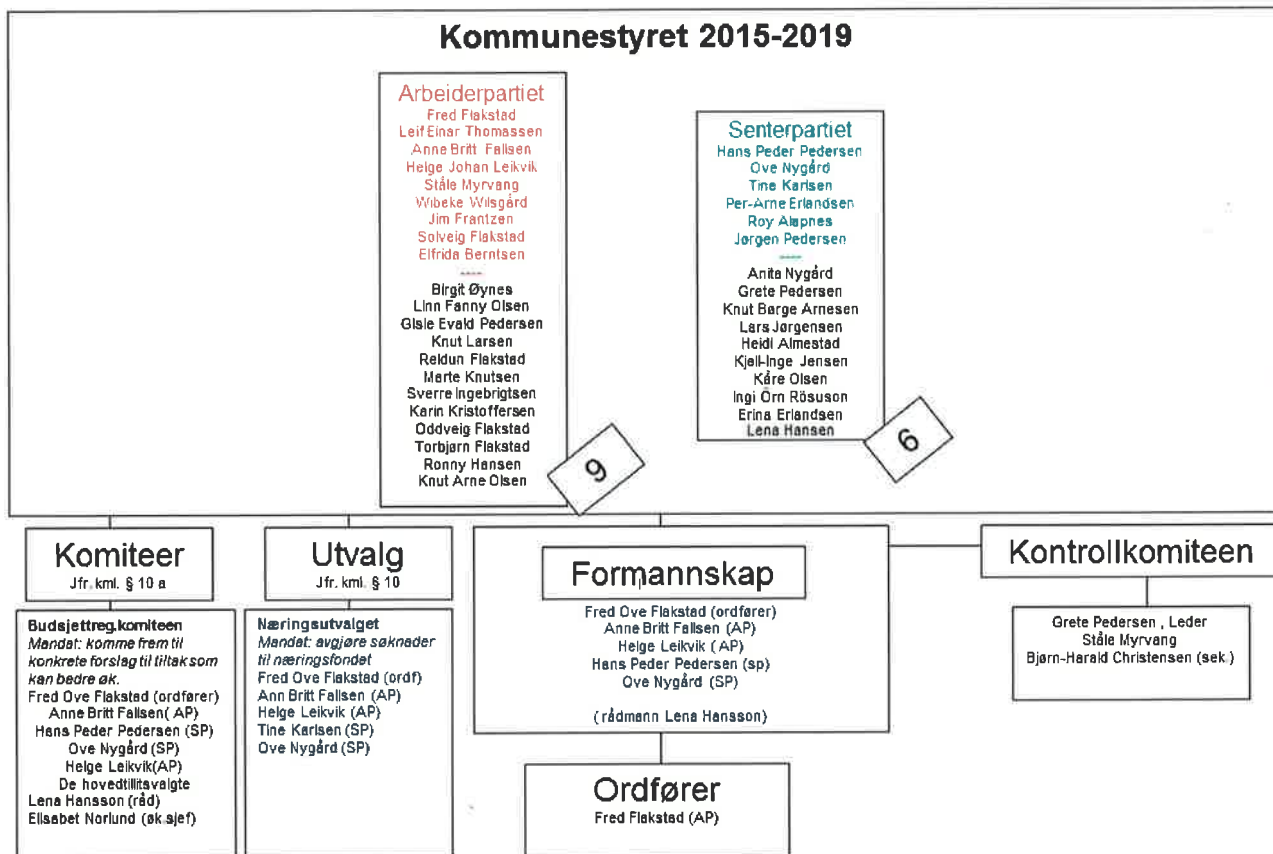 Kommunestyret 2015-2019
Arbeiderpartiet
Fred Flakstad
Leif Einar Thomassen
Anne Britt Fallsen
Helge Johan Leikvik
Ståle Myrvang
Wibeke Wilsgård
Jim Frantzen
Solveig Flakstad
Elfrida Berntsen
----
Birgit Øynes
Linn Fanny Olsen
Gisle Evald Pedersen
Knut Larsen
Reidun Flakstad
Marte Knutsen
Sverre Ingebrigtsen
Karin Kristoffersen
Oddveig Flakstad
Torbjørn Flakstad
Ronny Hansen
Knut Arne Olsen
9
Senterpartiet
Hans Peder Pedersen
Ove Nygård
Tine Karlsen
Per-Arne Erlandsen
Roy Alapnes
Jørgen Pedersen
----
Anita Nygård
Grete Pedersen
Knut Børge Arnesen
Lars Jørgensen
Heidi Almestad
Kjell-Inge Jensen
Kåre Olsen
Ingi Örn Rösuson
Erina Erlandsen
Lena Hansen
6
Komiteer
Jfr. kml. § 10 a
Budsjettreg.komiteen
Mandat: komme frem til
konkrete forslag til tiltak som
kan bedre øk.
Fred Ove Flakstad (ordfører)
Anne Britt Fallsen( AP)
Hans Peder Pedersen (SP)
Ove Nygård (SP)
Helge Leikvik(AP)
De hovedtillitsvalgte
Lena Hansson (råd)
Elisabet Norlund (øk.sjef)
Utvalg
Jfr. kml. § 10
Næringsutvalget
Mandat: avgjøre søknader
til næringsfondet
Fred Ove Flakstad (ordf)
Ann Britt Fallsen (AP)
Helge Leikvik (AP)
Tine Karlsen (SP)
Ove Nygård (SP)
Formannskap
Fred Ove Flakstad (ordfører)
Anne Britt Fallsen (AP)
Helge Leikvik ( AP)
Hans Peder Pedersen (sp)
Ove Nygård (SP)
(rådmann Lena Hansson)
Ordfører
Fred Flakstad (AP)
Kontrollkomiteen
Grete Pedersen , Leder
Ståle Myrvang
Bjørn-Harald Christensen (sek.)